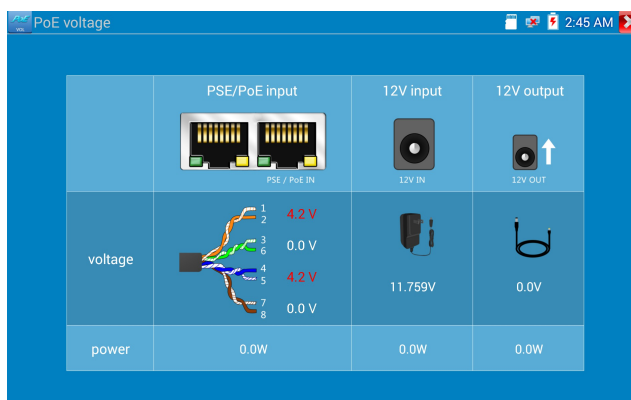 PoE voltage
2:45 AM
PSE/PoE input
12V input
12V output
PSE / PoE IN
12V IN
12V OUT
voltage
1
2
4.2 V
3
6
0.0 V
4
5
4.2 V
7
8
0.0 V
11.759V
0.0V
power
0.0W
0.0W
0.0W